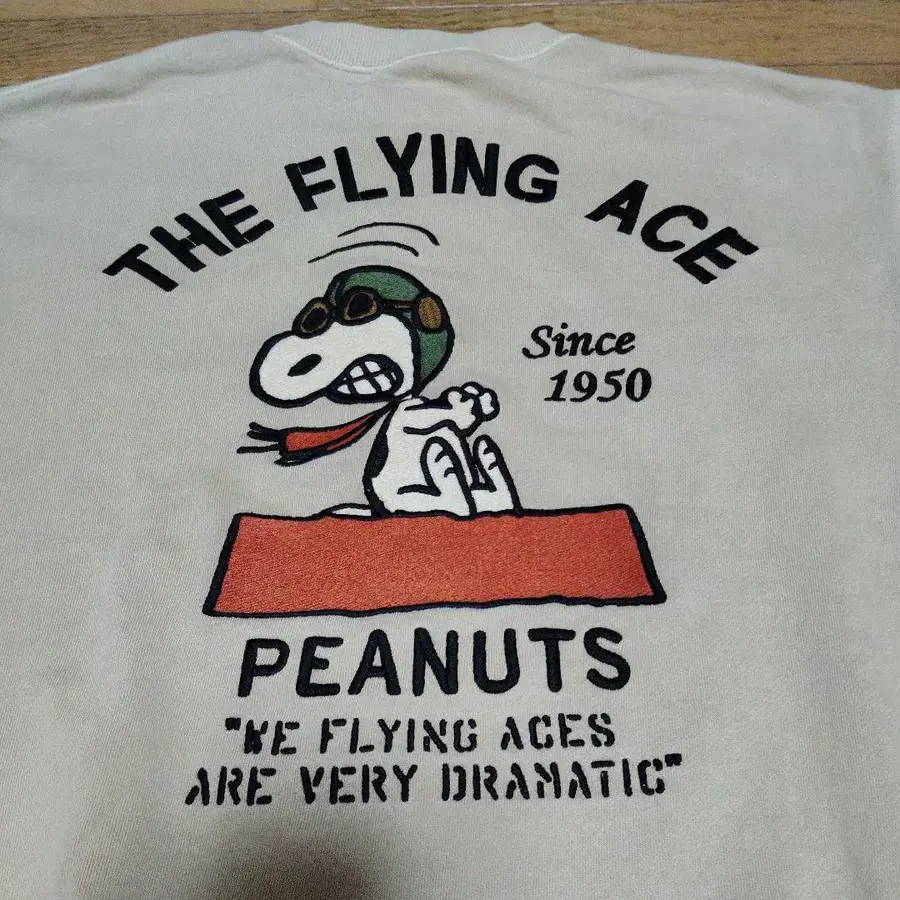 THE FLYING ACE
Since
1950
PEANUTS
"WE FLYING ACES
ARE VERY DRAMATIC"